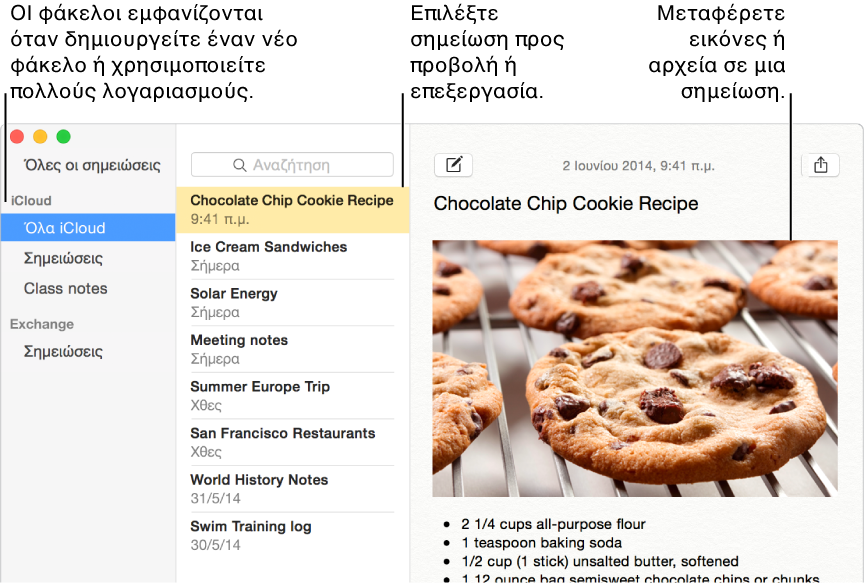 ΟΙ φάκελοι εμφανίζονται
όταν δημιουργείτε έναν νέο
φάκελο ή χρησιμοποιείτε
πολλούς λογαριασμούς.
Επιλέξτε
σημείωση προς
προβολή ή
επεξεργασία.
Μεταφέρετε
εικόνες ή
αρχεία σε μια
σημείωση.
Όλες οι σημειώσεις
iCloud
Όλα iCloud
Σημειώσεις
Class notes
Exchange
Σημειώσεις
Αναζήτηση
Chocolate Chip Cookie Recipe
9:41 π.μ.
Ice Cream Sandwiches
Σήμερα
Solar Energy
Σήμερα
Meeting notes
Σήμερα
Summer Europe Trip
Χθες
San Francisco Restaurants
Χθες
World History Notes
31/5/14
Swim Training log
30/5/14
2 Ιουνίου 2014, 9:41 π.μ.
Chocolate Chip Cookie Recipe
• 2 1/4 cups all-purpose flour
• 1 teaspoon baking soda
• 1/2 cup (1 stick) unsalted butter, softened
• 1 12 ounce bag semisweet chocolate chips or chunks